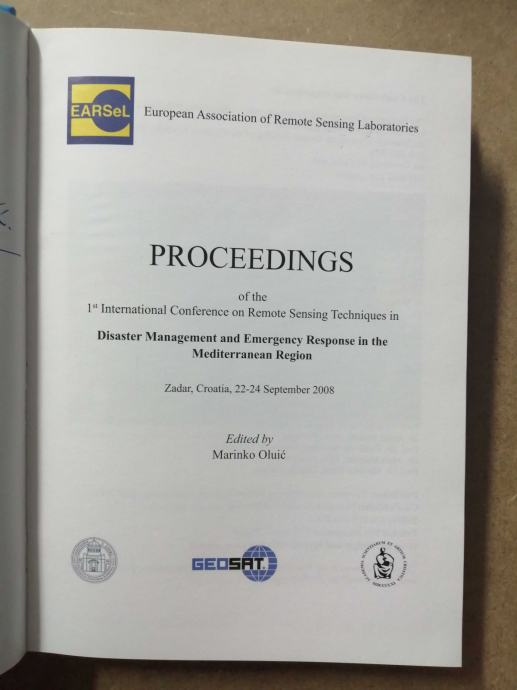 EARSeL
European Association of Remote Sensing Laboratories
PROCEEDINGS
of the
1st International Conference on Remote Sensing Techniques in
Disaster Management and Emergency Response in the
Mediterranean Region
Zadar, Croatia, 22-24 September 2008
Edited by
Marinko Oluić
GEOSAT